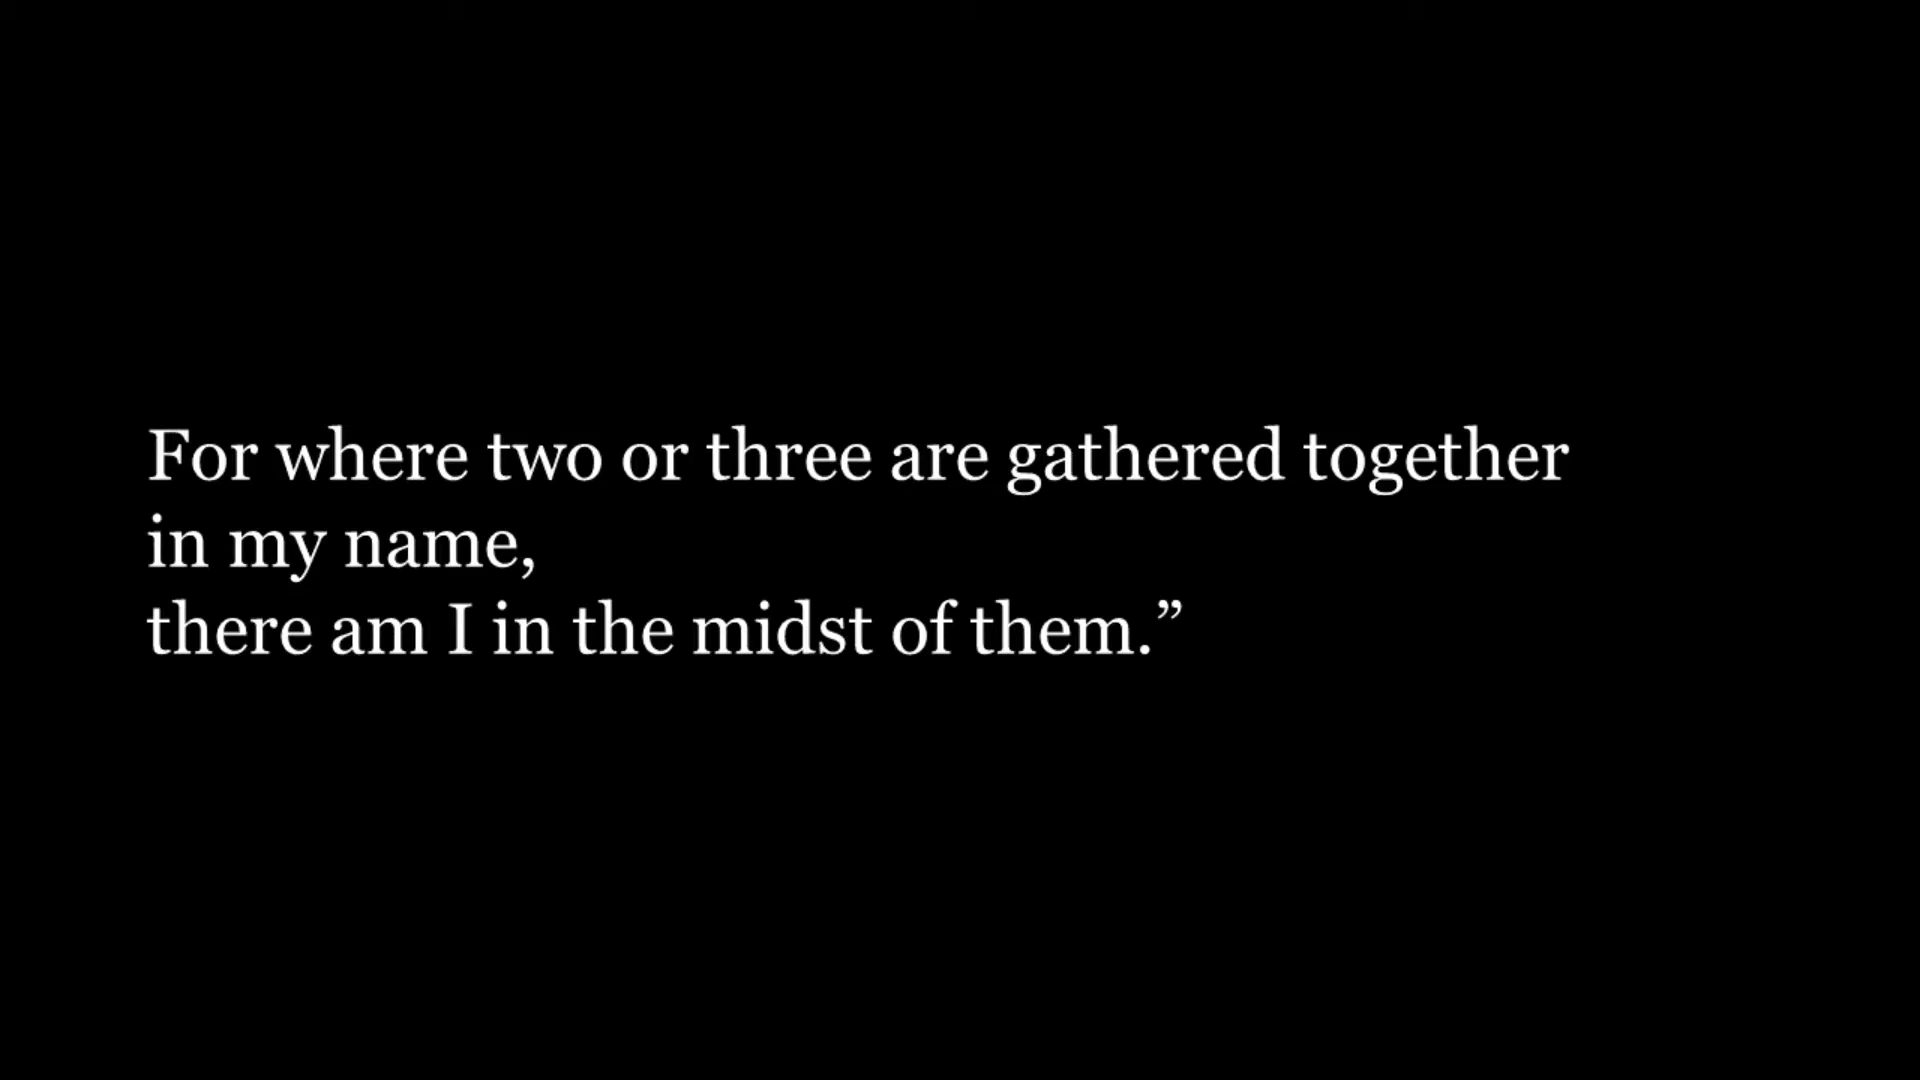 For where two or three are gathered together
in my name,
there am I in the midst of them.”